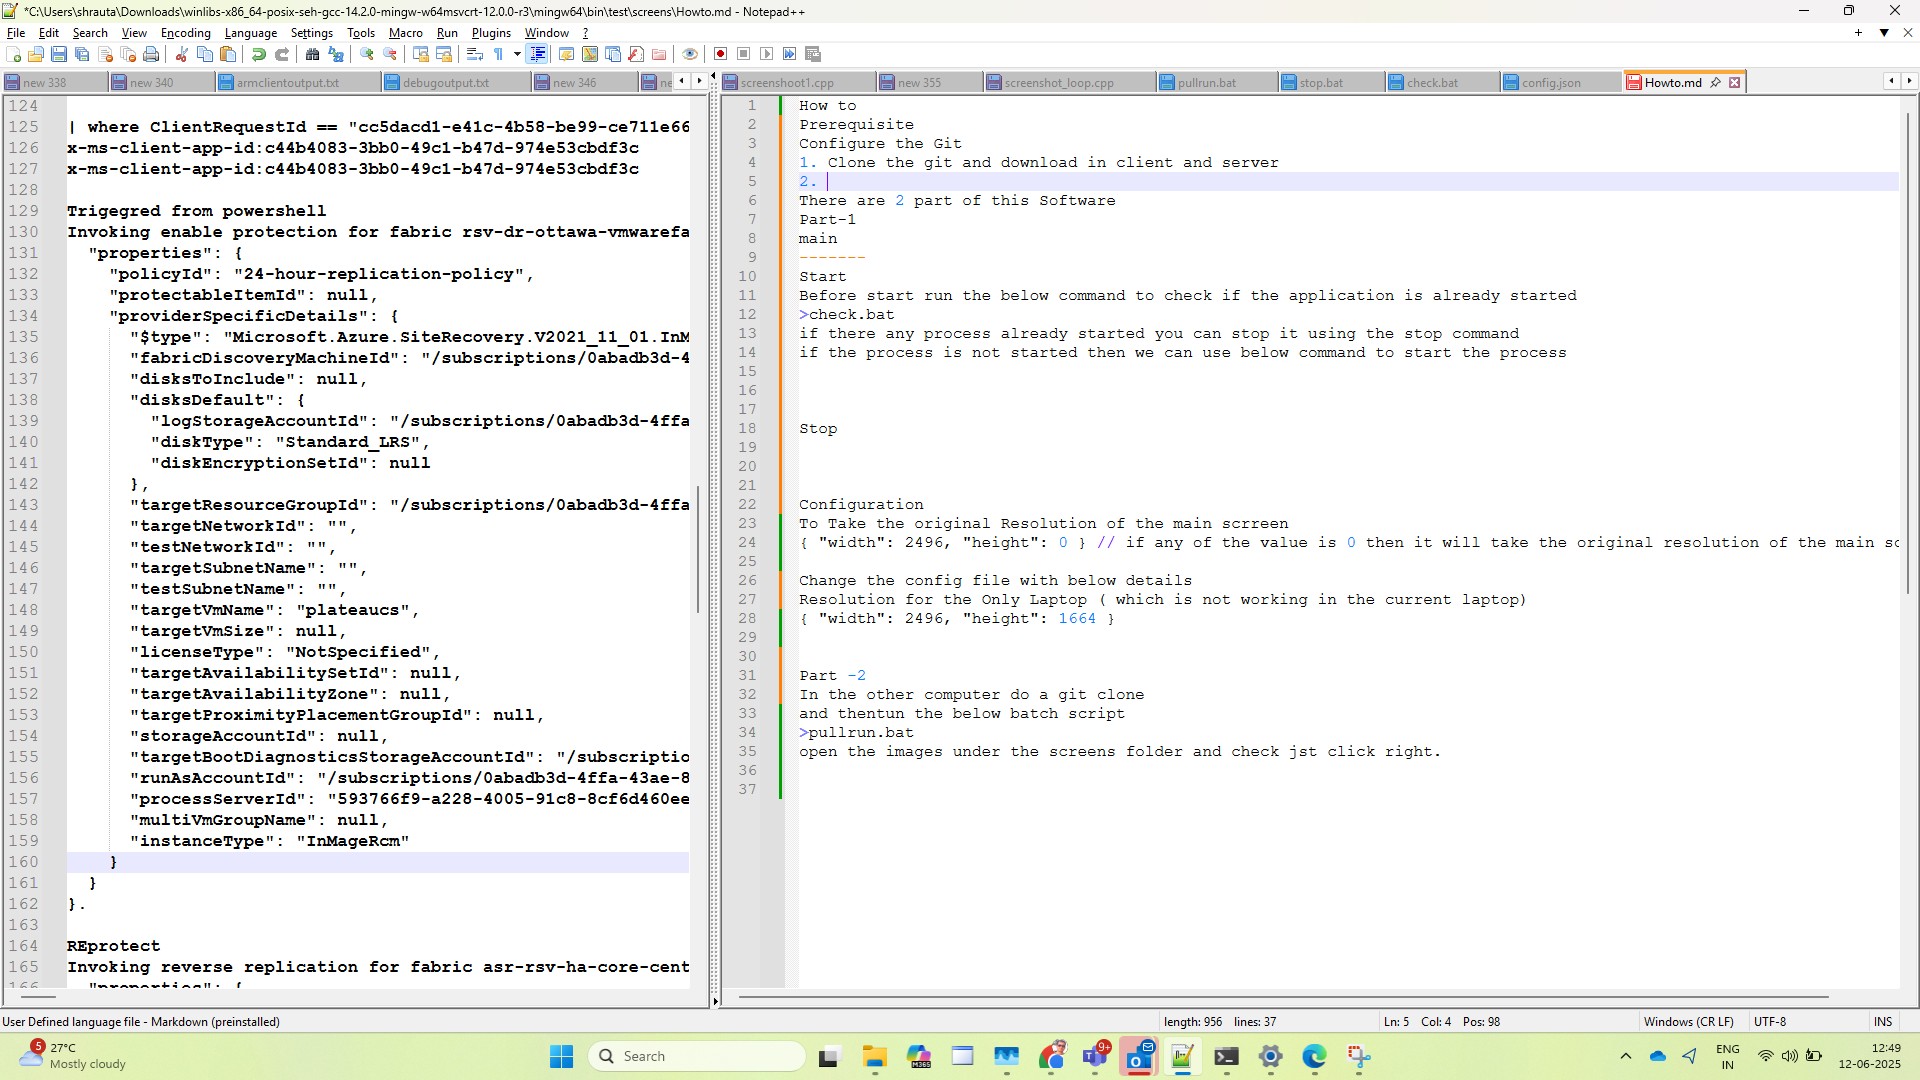 *C:\Users\shrauta\Downloads\winlibs-x86_64-posix-seh-gcc-14.2.0-mingw-w64msvcrt-12.0.0-r3\mingw64\bin\test\screens\Howto.md - Notepad++
File Edit Search View Encoding Language Settings Tools Macro Run Plugins Window ?
new 338 new 340 armclientoutput.txt debugoutput.txt new 346 ne
screenshoot1.cpp new 355 screenshot_loop.cpp pullrun.bat stop.bat check.bat config.json Howto.md
124
125 | where ClientRequestId == "cc5dacd1-e41c-4b58-be99-ce711e66
126 x-ms-client-app-id:c44b4083-3bb0-49c1-b47d-974e53cbdf3c
127 x-ms-client-app-id:c44b4083-3bb0-49c1-b47d-974e53cbdf3c
128
129 Trigegred from powershell
130 Invoking enable protection for fabric rsv-dr-ottawa-vmwarefa
131 "properties": {
132 "policyId": "24-hour-replication-policy",
133 "protectableItemId": null,
134 "providerSpecificDetails": {
135 "$type": "Microsoft.Azure.SiteRecovery.V2021_11_01.InM
136 "fabricDiscoveryMachineId": "/subscriptions/0abadb3d-4
137 "disksToInclude": null,
138 "disksDefault": {
139 "logStorageAccountId": "/subscriptions/0abadb3d-4ffa
140 "diskType": "Standard_LRS",
141 "diskEncryptionSetId": null
142 },
143 "targetResourceGroupId": "/subscriptions/0abadb3d-4ffa
144 "targetNetworkId": "",
145 "testNetworkId": "",
146 "targetSubnetName": "",
147 "testSubnetName": "",
148 "targetVmName": "plateaucs",
149 "targetVmSize": null,
150 "licenseType": "NotSpecified",
151 "targetAvailabilitySetId": null,
152 "targetAvailabilityZone": null,
153 "targetProximityPlacementGroupId": null,
154 "storageAccountId": null,
155 "targetBootDiagnosticsStorageAccountId": "/subscriptio
156 "runAsAccountId": "/subscriptions/0abadb3d-4ffa-43ae-8
157 "processServerId": "593766f9-a228-4005-91c8-8cf6d460ee
158 "multiVmGroupName": null,
159 "instanceType": "InMageRcm"
160 }
161 }
162 }.
163
164 REprotect
165 Invoking reverse replication for fabric asr-rsv-ha-core-cent
166 "properties": {
1 How to
2 Prerequisite
3 Configure the Git
4 1. Clone the git and download in client and server
5 2.
6 There are 2 part of this Software
7 Part-1
8 main
9 -------
10 Start
11 Before start run the below command to check if the application is already started
12 >check.bat
13 if there any process already started you can stop it using the stop command
14 if the process is not started then we can use below command to start the process
15
16
17
18 Stop
19
20
21
22 Configuration
23 To Take the original Resolution of the main scrreen
24 { "width": 2496, "height": 0 } // if any of the value is 0 then it will take the original resolution of the main sc
25
26 Change the config file with below details
27 Resolution for the Only Laptop ( which is not working in the current laptop)
28 { "width": 2496, "height": 1664 }
29
30
31 Part -2
32 In the other computer do a git clone
33 and thentun the below batch script
34 >pullrun.bat
35 open the images under the screens folder and check jst click right.
36
37
User Defined language file - Markdown (preinstalled) length: 956 lines: 37 Ln: 5 Col: 4 Pos: 98 Windows (CR LF) UTF-8 INS
5
27°C
Mostly cloudy
Search
M365
9+
ENG
IN
12:49
12-06-2025